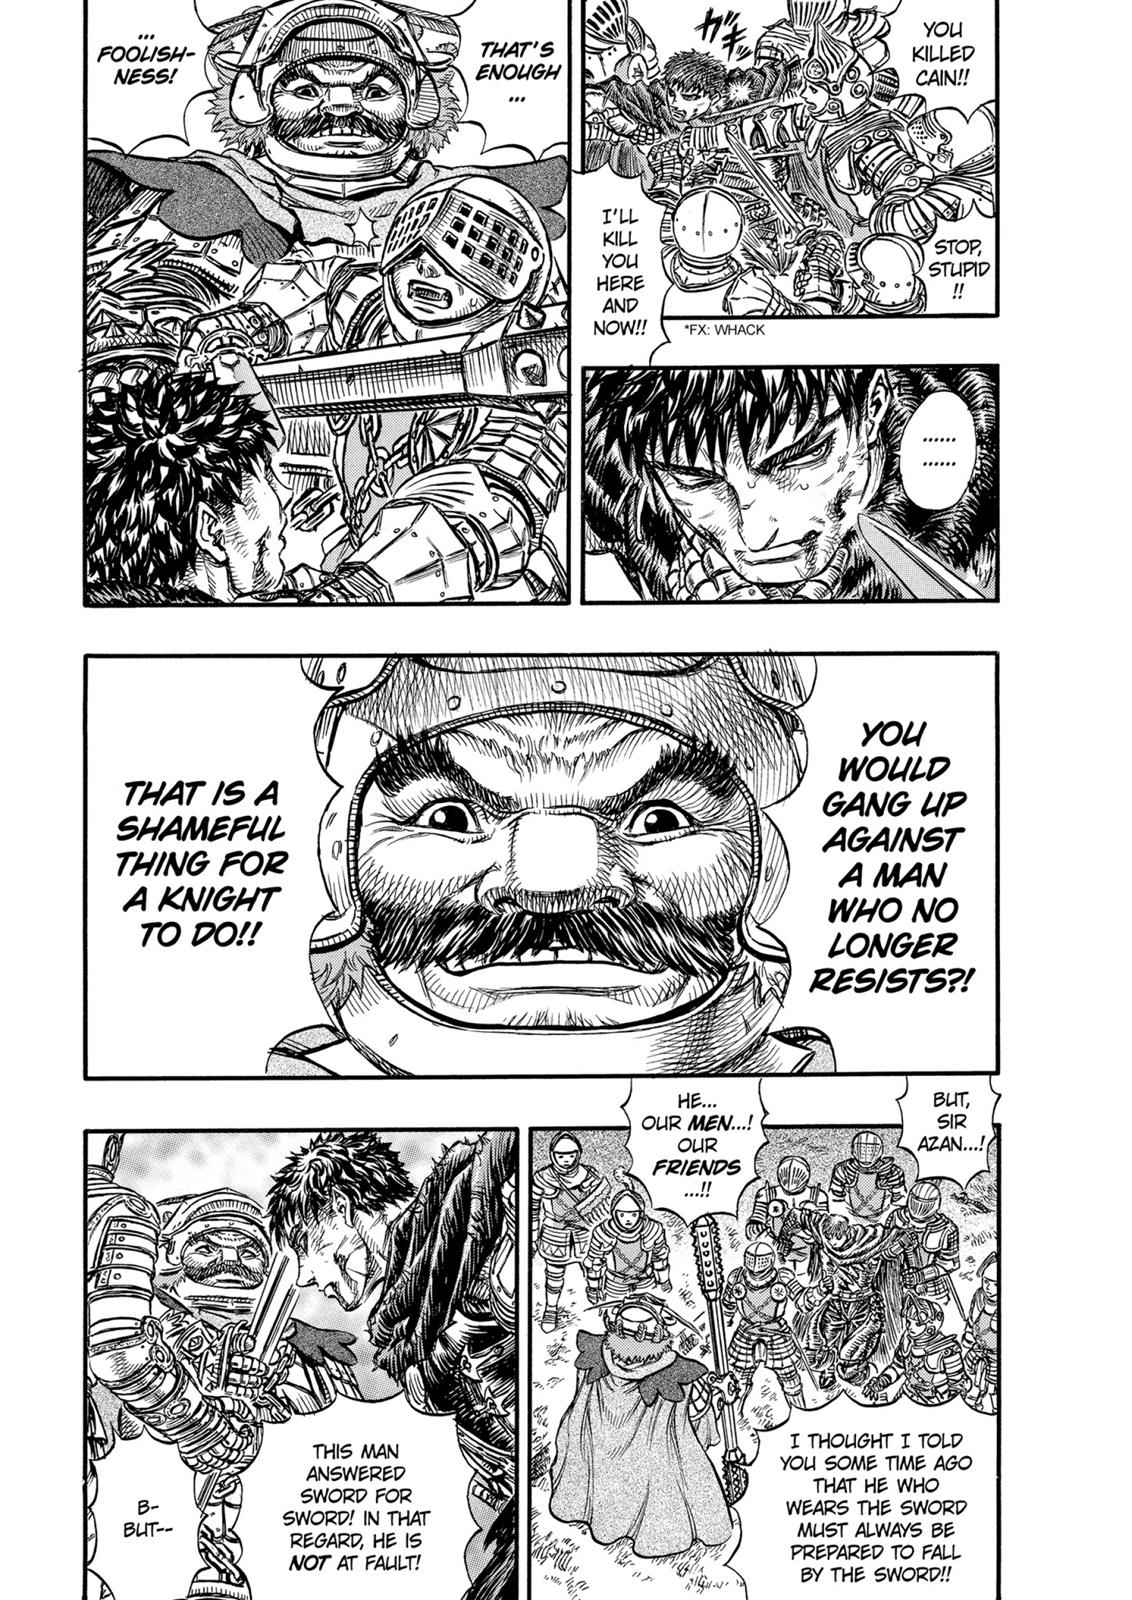 YOU
KILLED
CAIN!!
ガキ
STOP,
STUPID
!!
*FX: WHACK
I'LL
KILL
YOU
HERE
AND
NOW!!
......
......
THAT'S
ENOUGH
...
...
FOOLISH-
NESS!
YOU
WOULD
GANG UP
AGAINST
A MAN
WHO NO
LONGER
RESISTS?!
THAT IS A
SHAMEFUL
THING FOR
A KNIGHT
TO DO!!
BUT,
SIR
AZAN...!
HE...
OUR MEN...!
OUR
FRIENDS
...!!
I THOUGHT I TOLD
YOU SOME TIME AGO
THAT HE WHO
WEARS THE SWORD
MUST ALWAYS BE
PREPARED TO FALL
BY THE SWORD!!
THIS MAN
ANSWERED
SWORD FOR
SWORD! IN THAT
REGARD, HE IS
NOT AT FAULT!
B-
BUT--